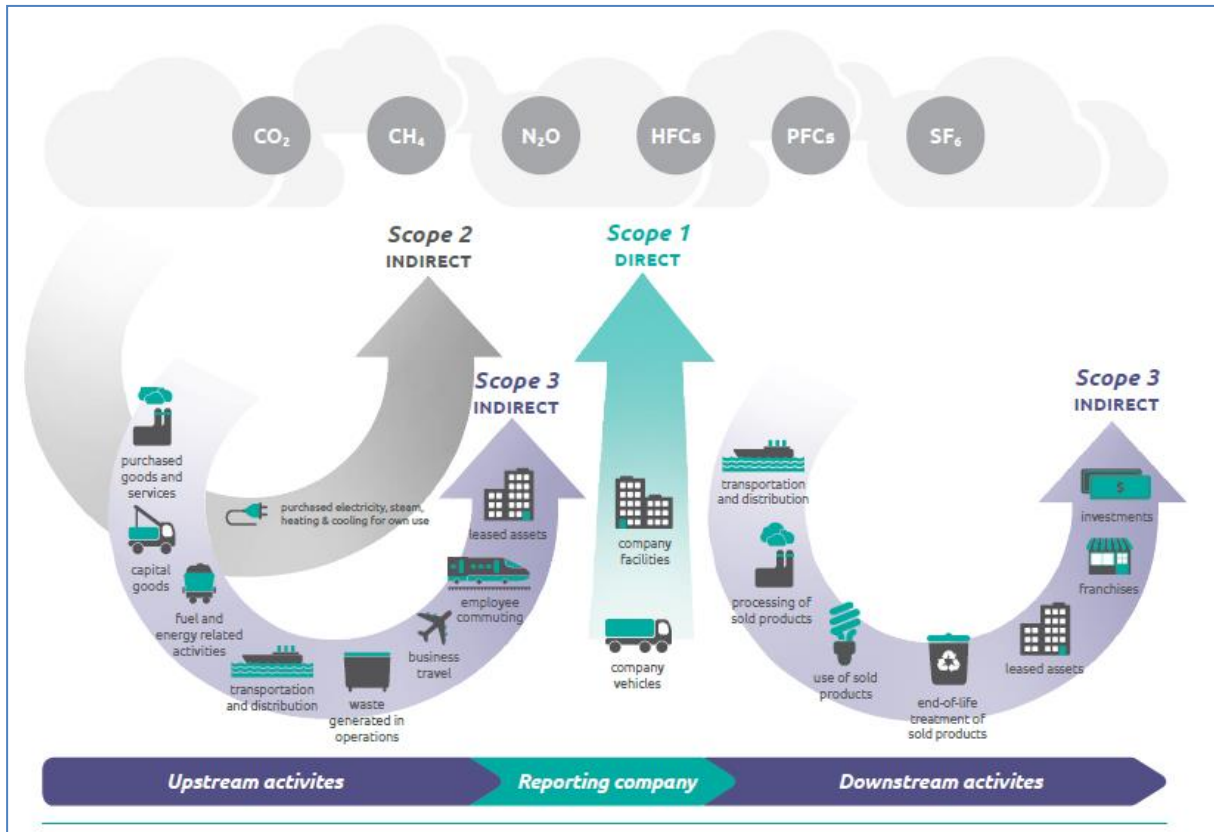 CO₂
CH₄
N₂O
HFCs
PFCs
SF₆
Scope 2
INDIRECT
Scope 1
DIRECT
Scope 3
INDIRECT
Scope 3
INDIRECT
purchased
goods and
services
capital
goods
fuel and
energy related
activities
transportation
and distribution
waste
generated in
operations
business
travel
employee
commuting
leased assets
purchased electricity, steam,
heating & cooling for own use
company
facilities
company
vehicles
transportation
and distribution
processing of
sold products
use of sold
products
end-of-life
treatment of
sold products
leased assets
franchises
investments
$
Upstream activites
Reporting company
Downstream activites